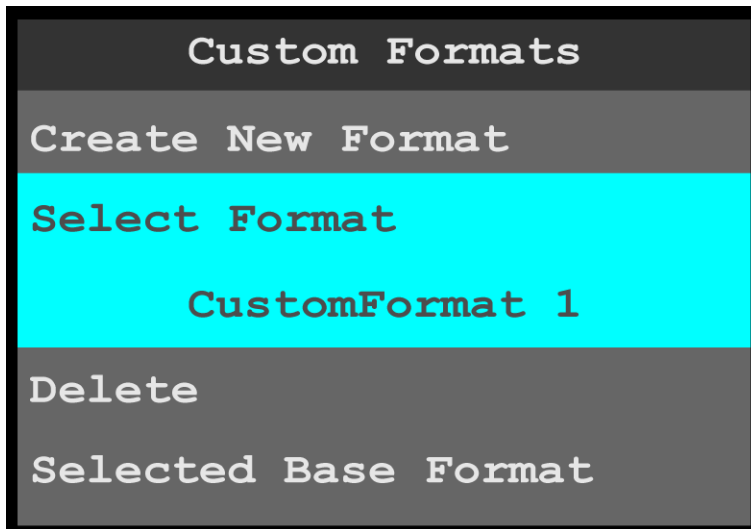 Custom Formats
Create New Format
Select Format
CustomFormat 1
Delete
Selected Base Format